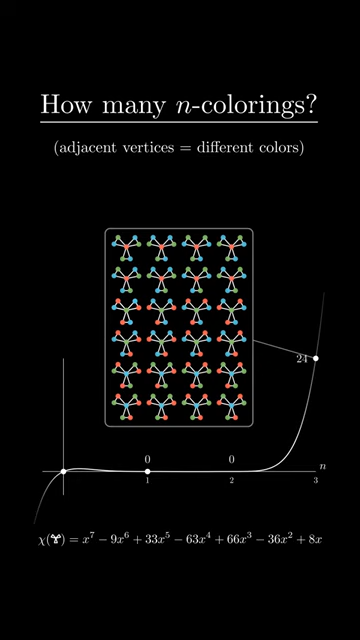 How many n-colorings?
(adjacent vertices = different colors)
24
0 0
n
1 2 3
χ() = x⁷ − 9x⁶ + 33x⁵ − 63x⁴ + 66x³ − 36x² + 8x